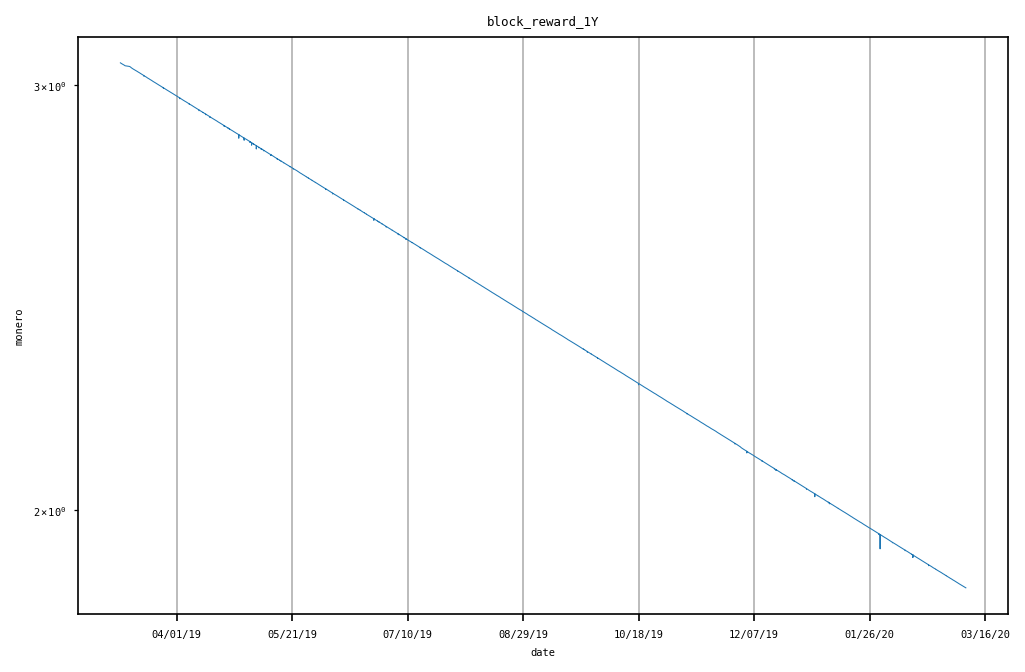 block_reward_1Y
3×10⁰
monero
2×10⁰
04/01/19 05/21/19 07/10/19 08/29/19 10/18/19 12/07/19 01/26/20 03/16/20
date